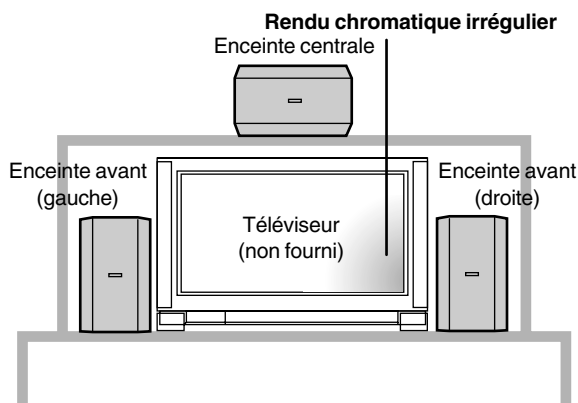 Rendu chromatique irrégulier
Enceinte centrale
Enceinte avant
(gauche)
Enceinte avant
(droite)
Téléviseur
(non fourni)